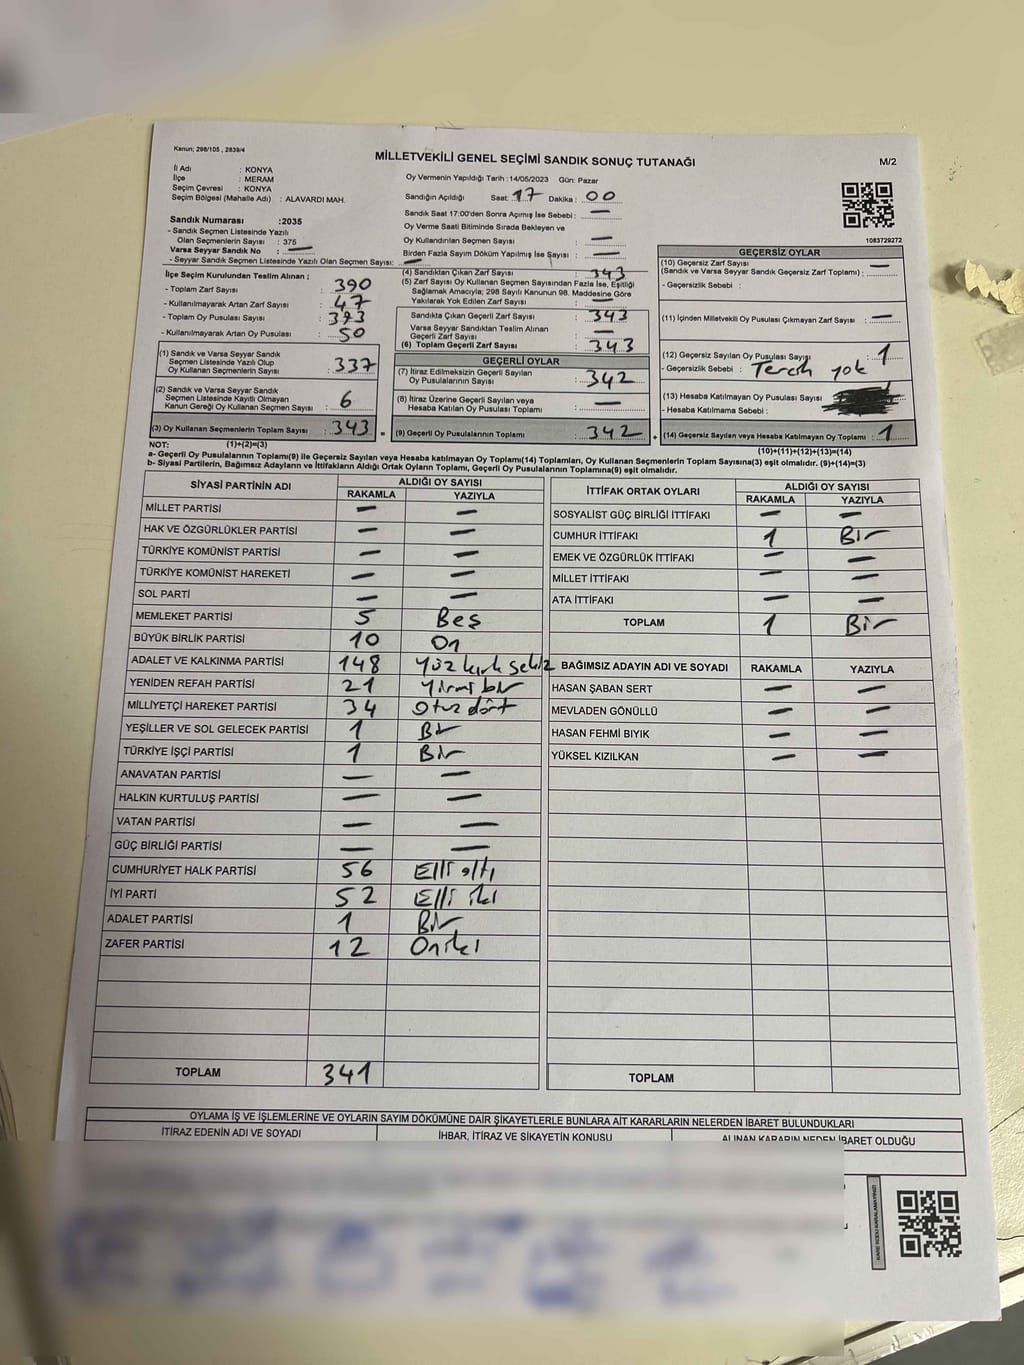 Kanun; 298/105 , 2839/4
MİLLETVEKİLİ GENEL SEÇİMİ SANDIK SONUÇ TUTANAĞI
M/2
İl Adı : KONYA
İlçe : MERAM
Seçim Çevresi : KONYA
Seçim Bölgesi (Mahalle Adı) : ALAVARDI MAH.
Oy Vermenin Yapıldığı Tarih :14/05/2023 Gün: Pazar
Sandığın Açıldığı Saat: 17 Dakika : 00
Sandık Saat 17:00'den Sonra Açımış İse Sebebi : —
Oy Verme Saati Bitiminde Sırada Bekleyen ve
Oy Kullandırılan Seçmen Sayısı : —
Birden Fazla Sayım Döküm Yapılmış İse Sayısı : —
1083729272
Sandık Numarası :2035
- Sandık Seçmen Listesinde Yazılı
Olan Seçmenlerin Sayısı : 375
Varsa Seyyar Sandık No : —
- Seyyar Sandık Seçmen Listesinde Yazılı Olan Seçmen Sayısı: —
İlçe Seçim Kurulundan Teslim Alınan ;
- Toplam Zarf Sayısı : 390
- Kullanılmayarak Artan Zarf Sayısı : 47
- Toplam Oy Pusulası Sayısı : 393
- Kullanılmayarak Artan Oy Pusulası : 50
(1) Sandık ve Varsa Seyyar Sandık
Seçmen Listesinde Yazılı Olup
Oy Kullanan Seçmenlerin Sayısı : 337
(2) Sandık ve Varsa Seyyar Sandık
Seçmen Listesinde Kayıtlı Olmayan
Kanun Gereği Oy Kullanan Seçmen Sayısı : 6
(3) Oy Kullanan Seçmenlerin Toplam Sayısı : 343
(4) Sandıktan Çıkan Zarf Sayısı : 343
(5) Zarf Sayısı Oy Kullanan Seçmen Sayısından Fazla İse, Eşitliği
Sağlamak Amacıyla; 298 Sayılı Kanunun 98. Maddesine Göre
Yakılarak Yok Edilen Zarf Sayısı : —
Sandıkta Çıkan Geçerli Zarf Sayısı : 343
Varsa Seyyar Sandıktan Teslim Alınan
Geçerli Zarf Sayısı : —
(6) Toplam Geçerli Zarf Sayısı : 343
GEÇERLİ OYLAR
(7) İtiraz Edilmeksizin Geçerli Sayılan
Oy Pusulalarının Sayısı : 342
(8) İtiraz Üzerine Geçerli Sayılan veya
Hesaba Katılan Oy Pusulası Toplamı : —
= (9) Geçerli Oy Pusulalarının Toplamı : 342 +
GEÇERSİZ OYLAR
(10) Geçersiz Zarf Sayısı
(Sandık ve Varsa Seyyar Sandık Geçersiz Zarf Toplamı) : —
- Geçersizlik Sebebi :
(11) İçinden Milletvekili Oy Pusulası Çıkmayan Zarf Sayısı : —
(12) Geçersiz Sayılan Oy Pusulası Sayısı : 1
- Geçersizlik Sebebi : Tercih yok
(13) Hesaba Katılmayan Oy Pusulası Sayısı
- Hesaba Katılmama Sebebi :
(14) Geçersiz Sayılan veya Hesaba Katılmayan Oy Toplamı : 1
NOT: (1)+(2)=(3)
(10)+(11)+(12)+(13)=(14)
a- Geçerli Oy Pusulalarının Toplamı(9) ile Geçersiz Sayılan veya Hesaba katılmayan Oy Toplamı(14) Toplamları, Oy Kullanan Seçmenlerin Toplam Sayısına(3) eşit olmalıdır. (9)+(14)=(3)
b- Siyasi Partilerin, Bağımsız Adayların ve İttifakların Aldığı Ortak Oyların Toplamı, Geçerli Oy Pusulalarının Toplamına(9) eşit olmalıdır.
SİYASİ PARTİNİN ADI ALDIĞI OY SAYISI
RAKAMLA YAZIYLA
MİLLET PARTİSİ — —
HAK VE ÖZGÜRLÜKLER PARTİSİ — —
TÜRKİYE KOMÜNİST PARTİSİ — —
TÜRKİYE KOMÜNİST HAREKETİ — —
SOL PARTİ — —
MEMLEKET PARTİSİ 5 Beş
BÜYÜK BİRLİK PARTİSİ 10 On
ADALET VE KALKINMA PARTİSİ 148 Yüz kırk sekiz
YENİDEN REFAH PARTİSİ 21 Yirmi bir
MİLLİYETÇİ HAREKET PARTİSİ 34 Otuz dört
YEŞİLLER VE SOL GELECEK PARTİSİ 1 Bir
TÜRKİYE İŞÇİ PARTİSİ 1 Bir
ANAVATAN PARTİSİ — —
HALKIN KURTULUŞ PARTİSİ — —
VATAN PARTİSİ — —
GÜÇ BİRLİĞİ PARTİSİ — —
CUMHURİYET HALK PARTİSİ 56 Elli altı
İYİ PARTİ 52 Elli iki
ADALET PARTİSİ 1 Bir
ZAFER PARTİSİ 12 Oniki
TOPLAM 341
İTTİFAK ORTAK OYLARI ALDIĞI OY SAYISI
RAKAMLA YAZIYLA
SOSYALİST GÜÇ BİRLİĞİ İTTİFAKI — —
CUMHUR İTTİFAKI 1 Bir
EMEK VE ÖZGÜRLÜK İTTİFAKI — —
MİLLET İTTİFAKI — —
ATA İTTİFAKI — —
TOPLAM 1 Bir
BAĞIMSIZ ADAYIN ADI VE SOYADI RAKAMLA YAZIYLA
HASAN ŞABAN SERT — —
MEVLADEN GÖNÜLLÜ — —
HASAN FEHMİ BIYIK — —
YÜKSEL KIZILKAN — —
TOPLAM
OYLAMA İŞ VE İŞLEMLERİNE VE OYLARIN SAYIM DÖKÜMÜNE DAİR ŞİKAYETLERLE BUNLARA AİT KARARLARIN NELERDEN İBARET BULUNDUKLARI
İTİRAZ EDENİN ADI VE SOYADI İHBAR, İTİRAZ VE SİKAYETİN KONUSU ALINAN KARARIN NEDEN İBARET OLDUĞU
KARE KODU KARALAMAYINIZ!